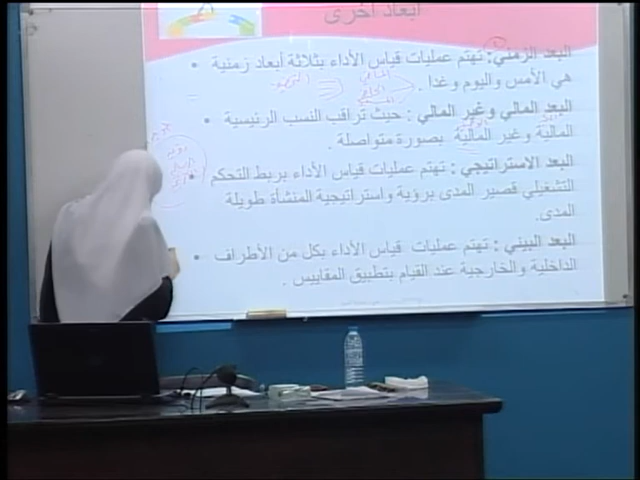 أبعاد أخرى
البعد الزمني: تهتم عمليات قياس الأداء بثلاثة أبعاد زمنية
هي الأمس واليوم وغدا .
البعد المالي وغير المالي : حيث تراقب النسب الرئيسية
المالية وغير المالية بصورة متواصلة .
البعد الاستراتيجي : تهتم عمليات قياس الأداء بربط التحكم
التشغيلي قصير المدى برؤية واستراتيجية المنشأة طويلة
المدى.
البعد البيني : تهتم عمليات قياس الأداء بكل من الأطراف
الداخلية والخارجية عند القيام بتطبيق المقاييس .